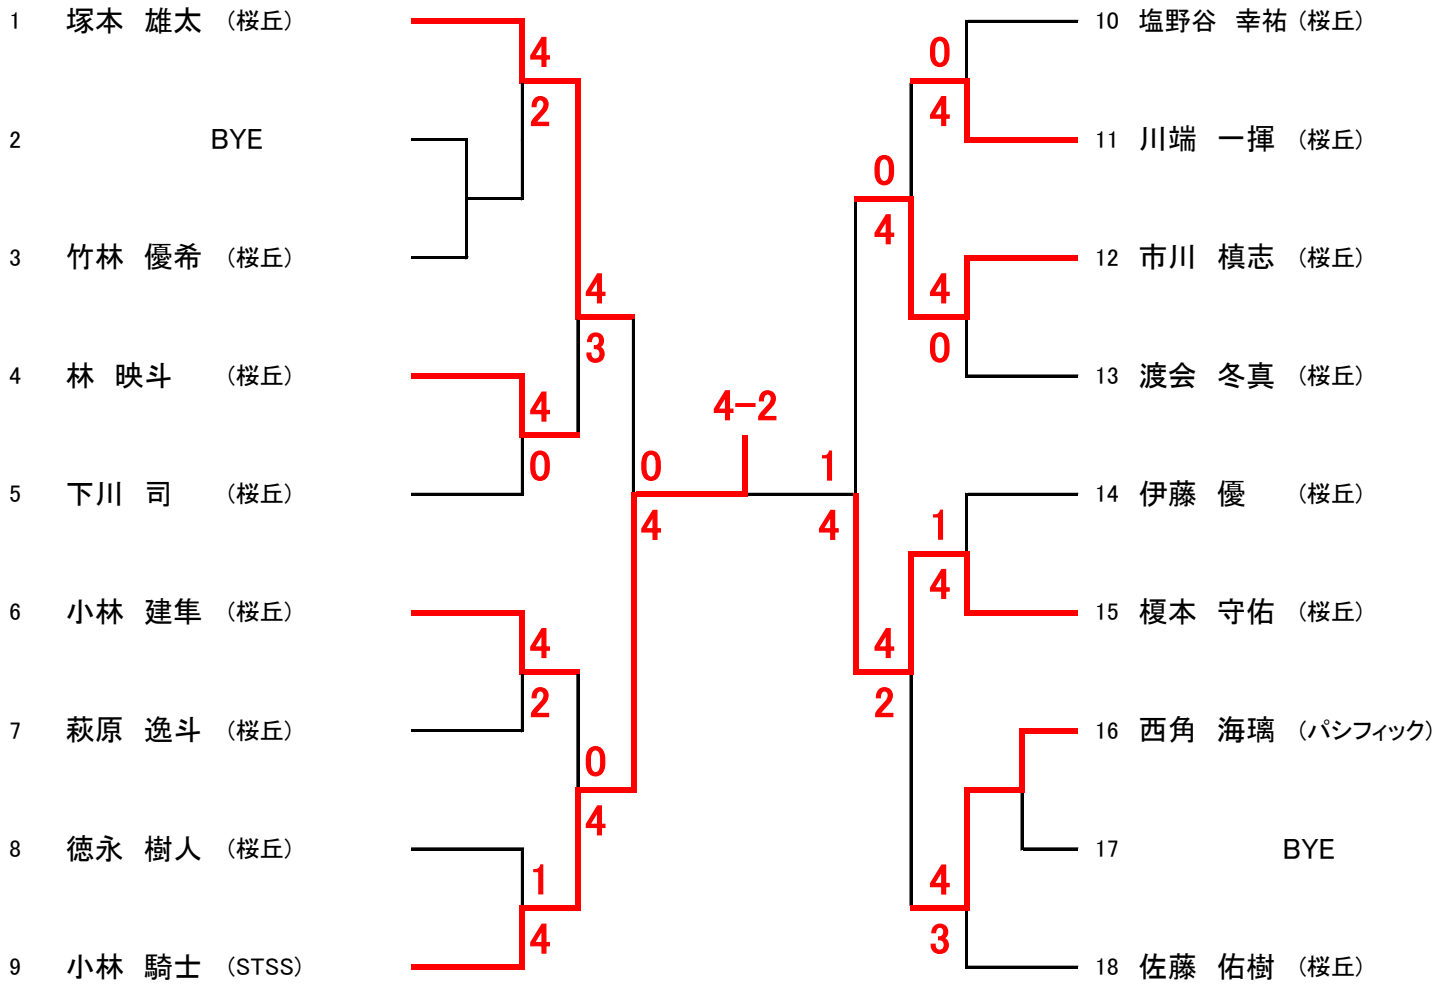 1 塚本 雄太 (桜丘)
2 BYE
3 竹林 優希 (桜丘)
4 林 映斗 (桜丘)
5 下川 司 (桜丘)
6 小林 建隼 (桜丘)
7 萩原 逸斗 (桜丘)
8 徳永 樹人 (桜丘)
9 小林 騎士 (STSS)
4
2
4
0
4
2
1
4
4
3
0
4
0
4
4-2
1
4
0
4
4
2
0
4
4
0
1
4
4
3
10 塩野谷 幸祐 (桜丘)
11 川端 一揮 (桜丘)
12 市川 槙志 (桜丘)
13 渡会 冬真 (桜丘)
14 伊藤 優 (桜丘)
15 榎本 守佑 (桜丘)
16 西角 海璃 (パシフィック)
17 BYE
18 佐藤 佑樹 (桜丘)